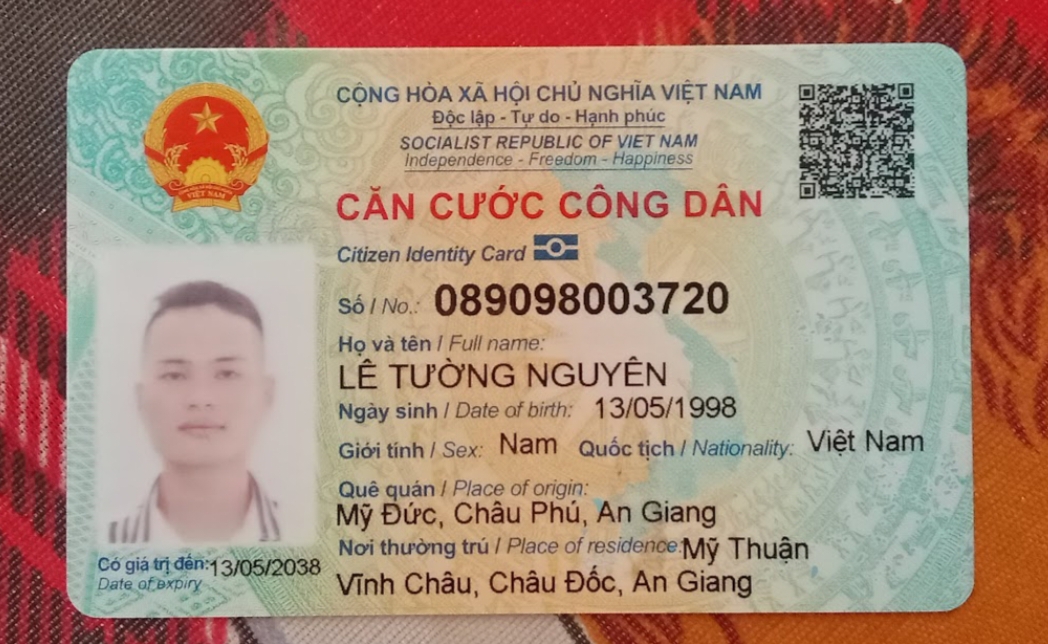 CỘNG HÒA XÃ HỘI CHỦ NGHĨA VIỆT NAM
Độc lập - Tự do - Hạnh phúc
SOCIALIST REPUBLIC OF VIET NAM
Independence - Freedom - Happiness
CĂN CƯỚC CÔNG DÂN
Citizen Identity Card
Số / No.: 089098003720
Họ và tên / Full name:
LÊ TƯỜNG NGUYÊN
Ngày sinh / Date of birth: 13/05/1998
Giới tính / Sex: Nam Quốc tịch / Nationality: Việt Nam
Quê quán / Place of origin:
Mỹ Đức, Châu Phú, An Giang
Nơi thường trú / Place of residence: Mỹ Thuận
Vĩnh Châu, Châu Đốc, An Giang
Có giá trị đến: 13/05/2038
Date of expiry
VIỆT NAM